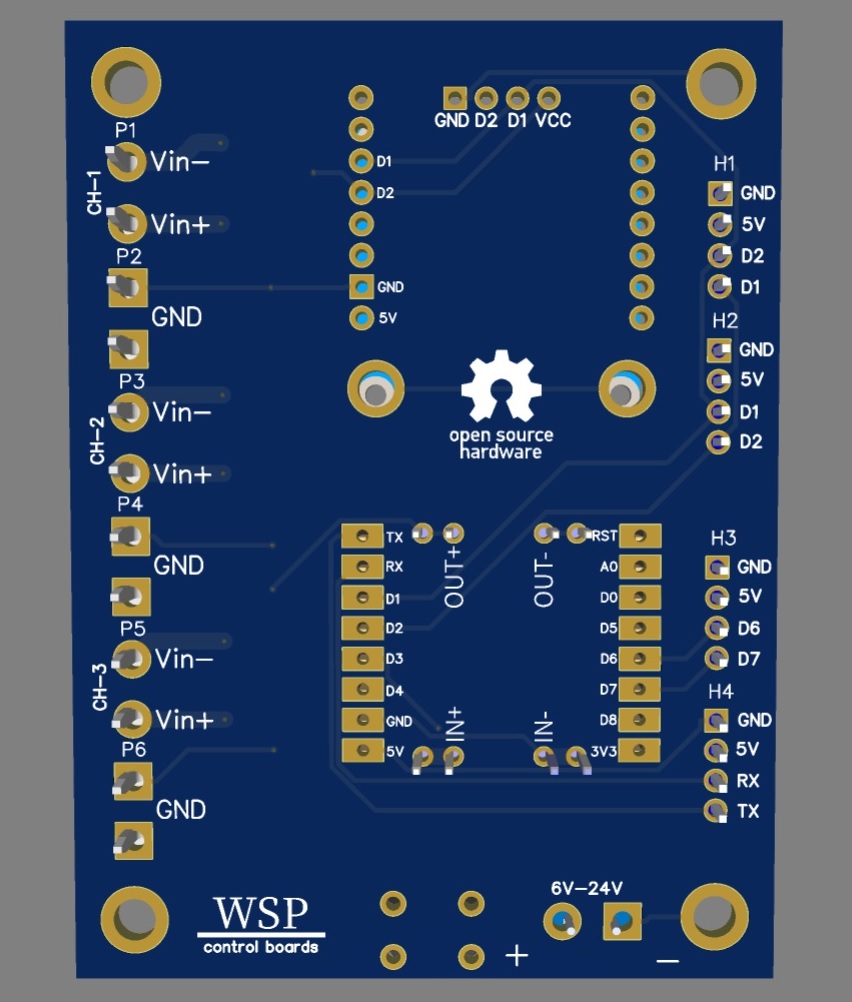 P1
GND D2 D1 VCC
CH-1
Vin-
D1
H1
GND
D2
Vin+
5V
P2
D2
GND
GND
D1
GND
5V
H2
GND
P3
5V
CH-2
Vin-
D1
open source
hardware
D2
Vin+
P4
TX
OUT+
OUT-
RST
H3
GND
RX
A0
GND
D1
D0
5V
P5
D2
D5
D6
CH-3
Vin-
D3
D6
D7
D4
D7
H4
Vin+
GND
IN+
IN-
D8
GND
P6
5V
3V3
5V
RX
GND
TX
6V-24V
WSP
control boards
+
-